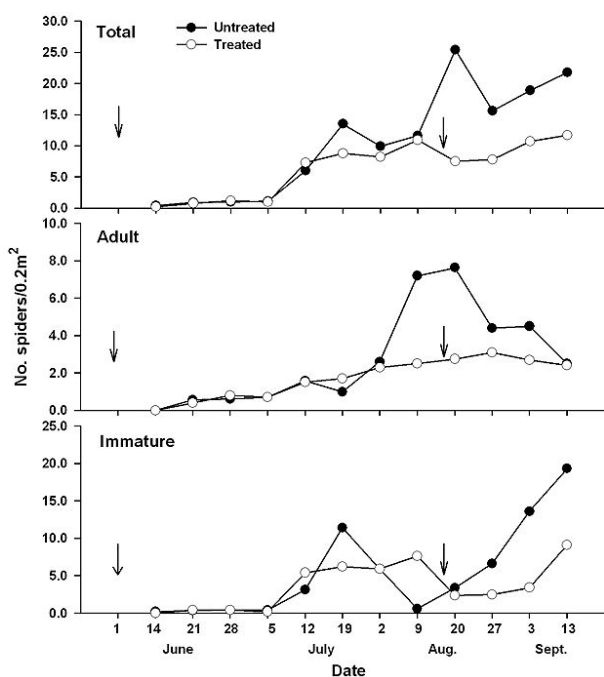 Total
Untreated
Treated
30.0
25.0
20.0
15.0
10.0
5.0
0.0
Adult
10.0
8.0
6.0
4.0
2.0
0.0
No. spiders/0.2m²
Immature
25.0
20.0
15.0
10.0
5.0
0.0
1 14 21 28 5 12 19 2 9 20 27 3 13
June July Aug. Sept.
Date